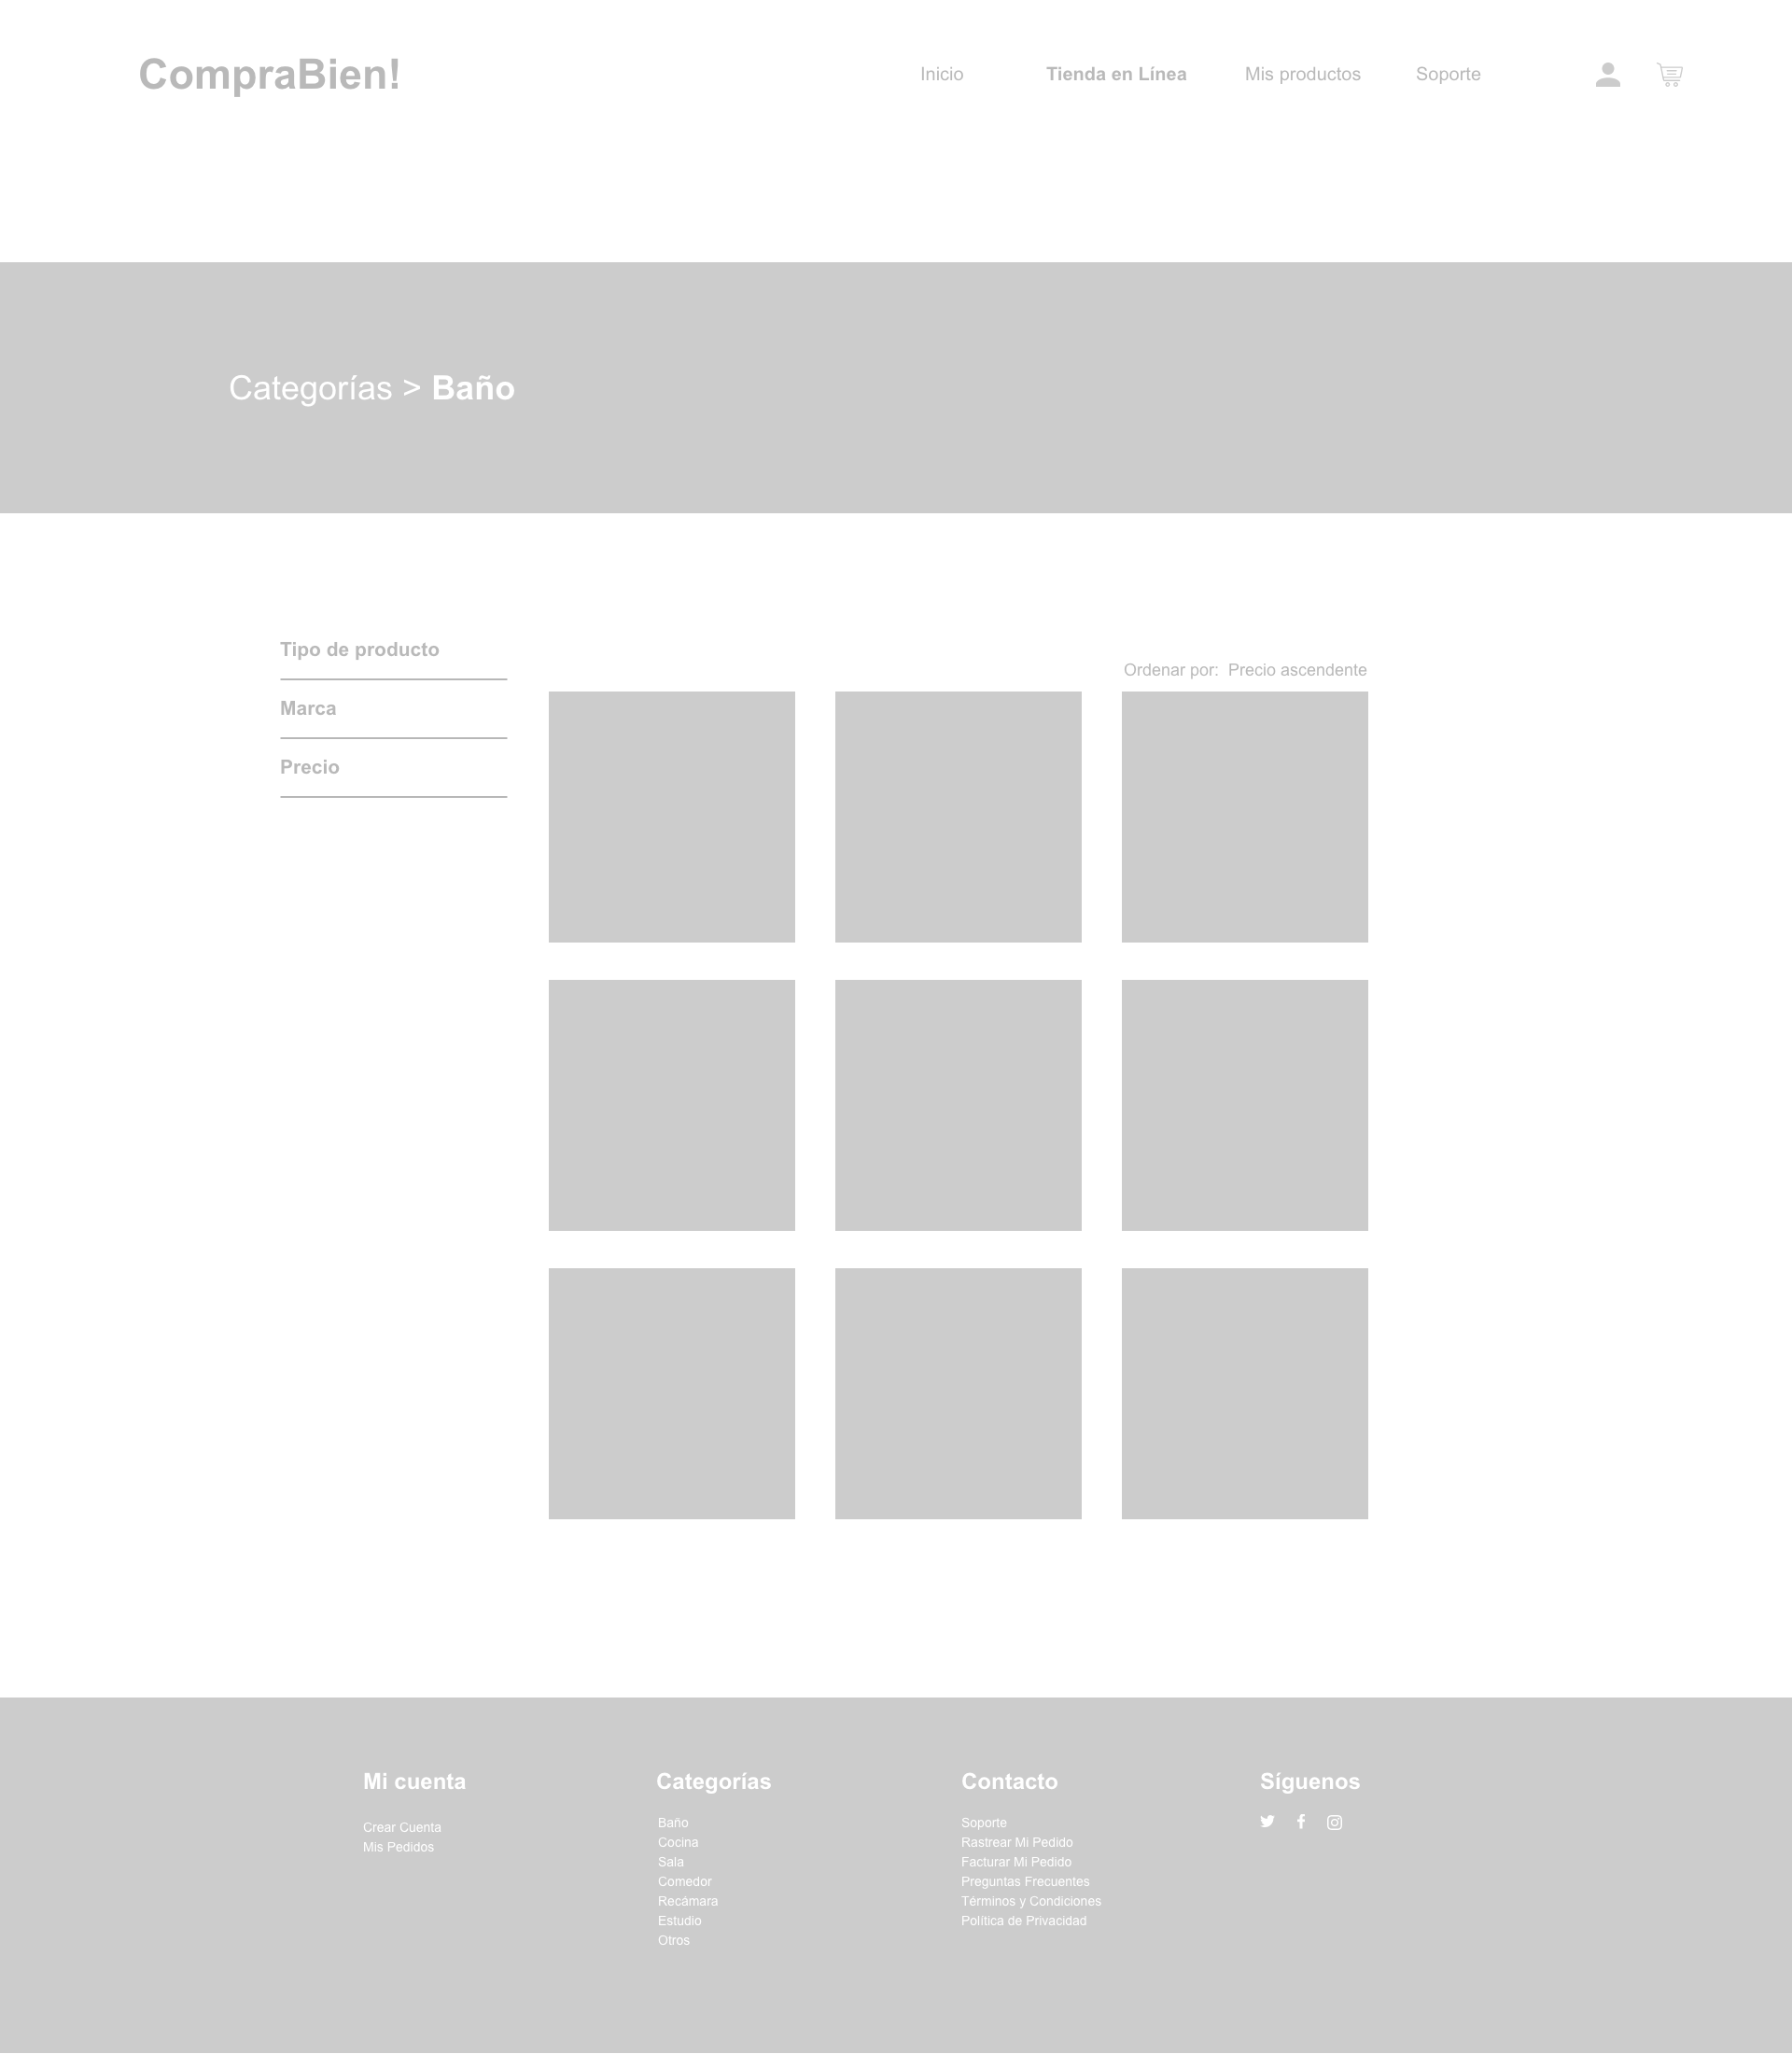 CompraBien!
Inicio
Tienda en Línea
Mis productos
Soporte
Categorías > Baño
Tipo de producto
Marca
Precio
Ordenar por:  Precio ascendente
Mi cuenta
Crear Cuenta
Mis Pedidos
Categorías
Baño
Cocina
Sala
Comedor
Recámara
Estudio
Otros
Contacto
Soporte
Rastrear Mi Pedido
Facturar Mi Pedido
Preguntas Frecuentes
Términos y Condiciones
Política de Privacidad
Síguenos